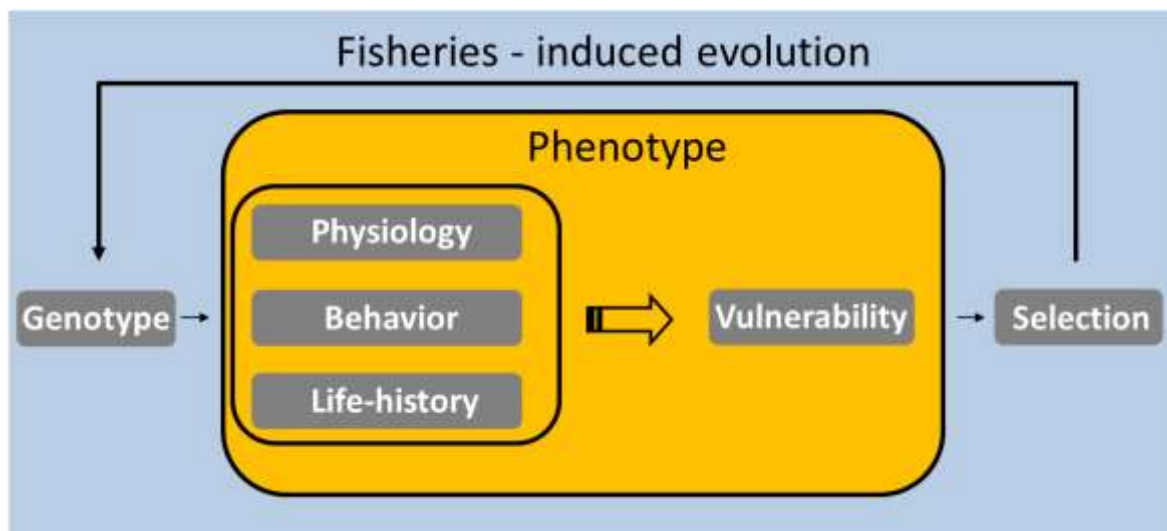 Fisheries - induced evolution
Phenotype
Physiology
Genotype
Behavior
Vulnerability
Selection
Life-history